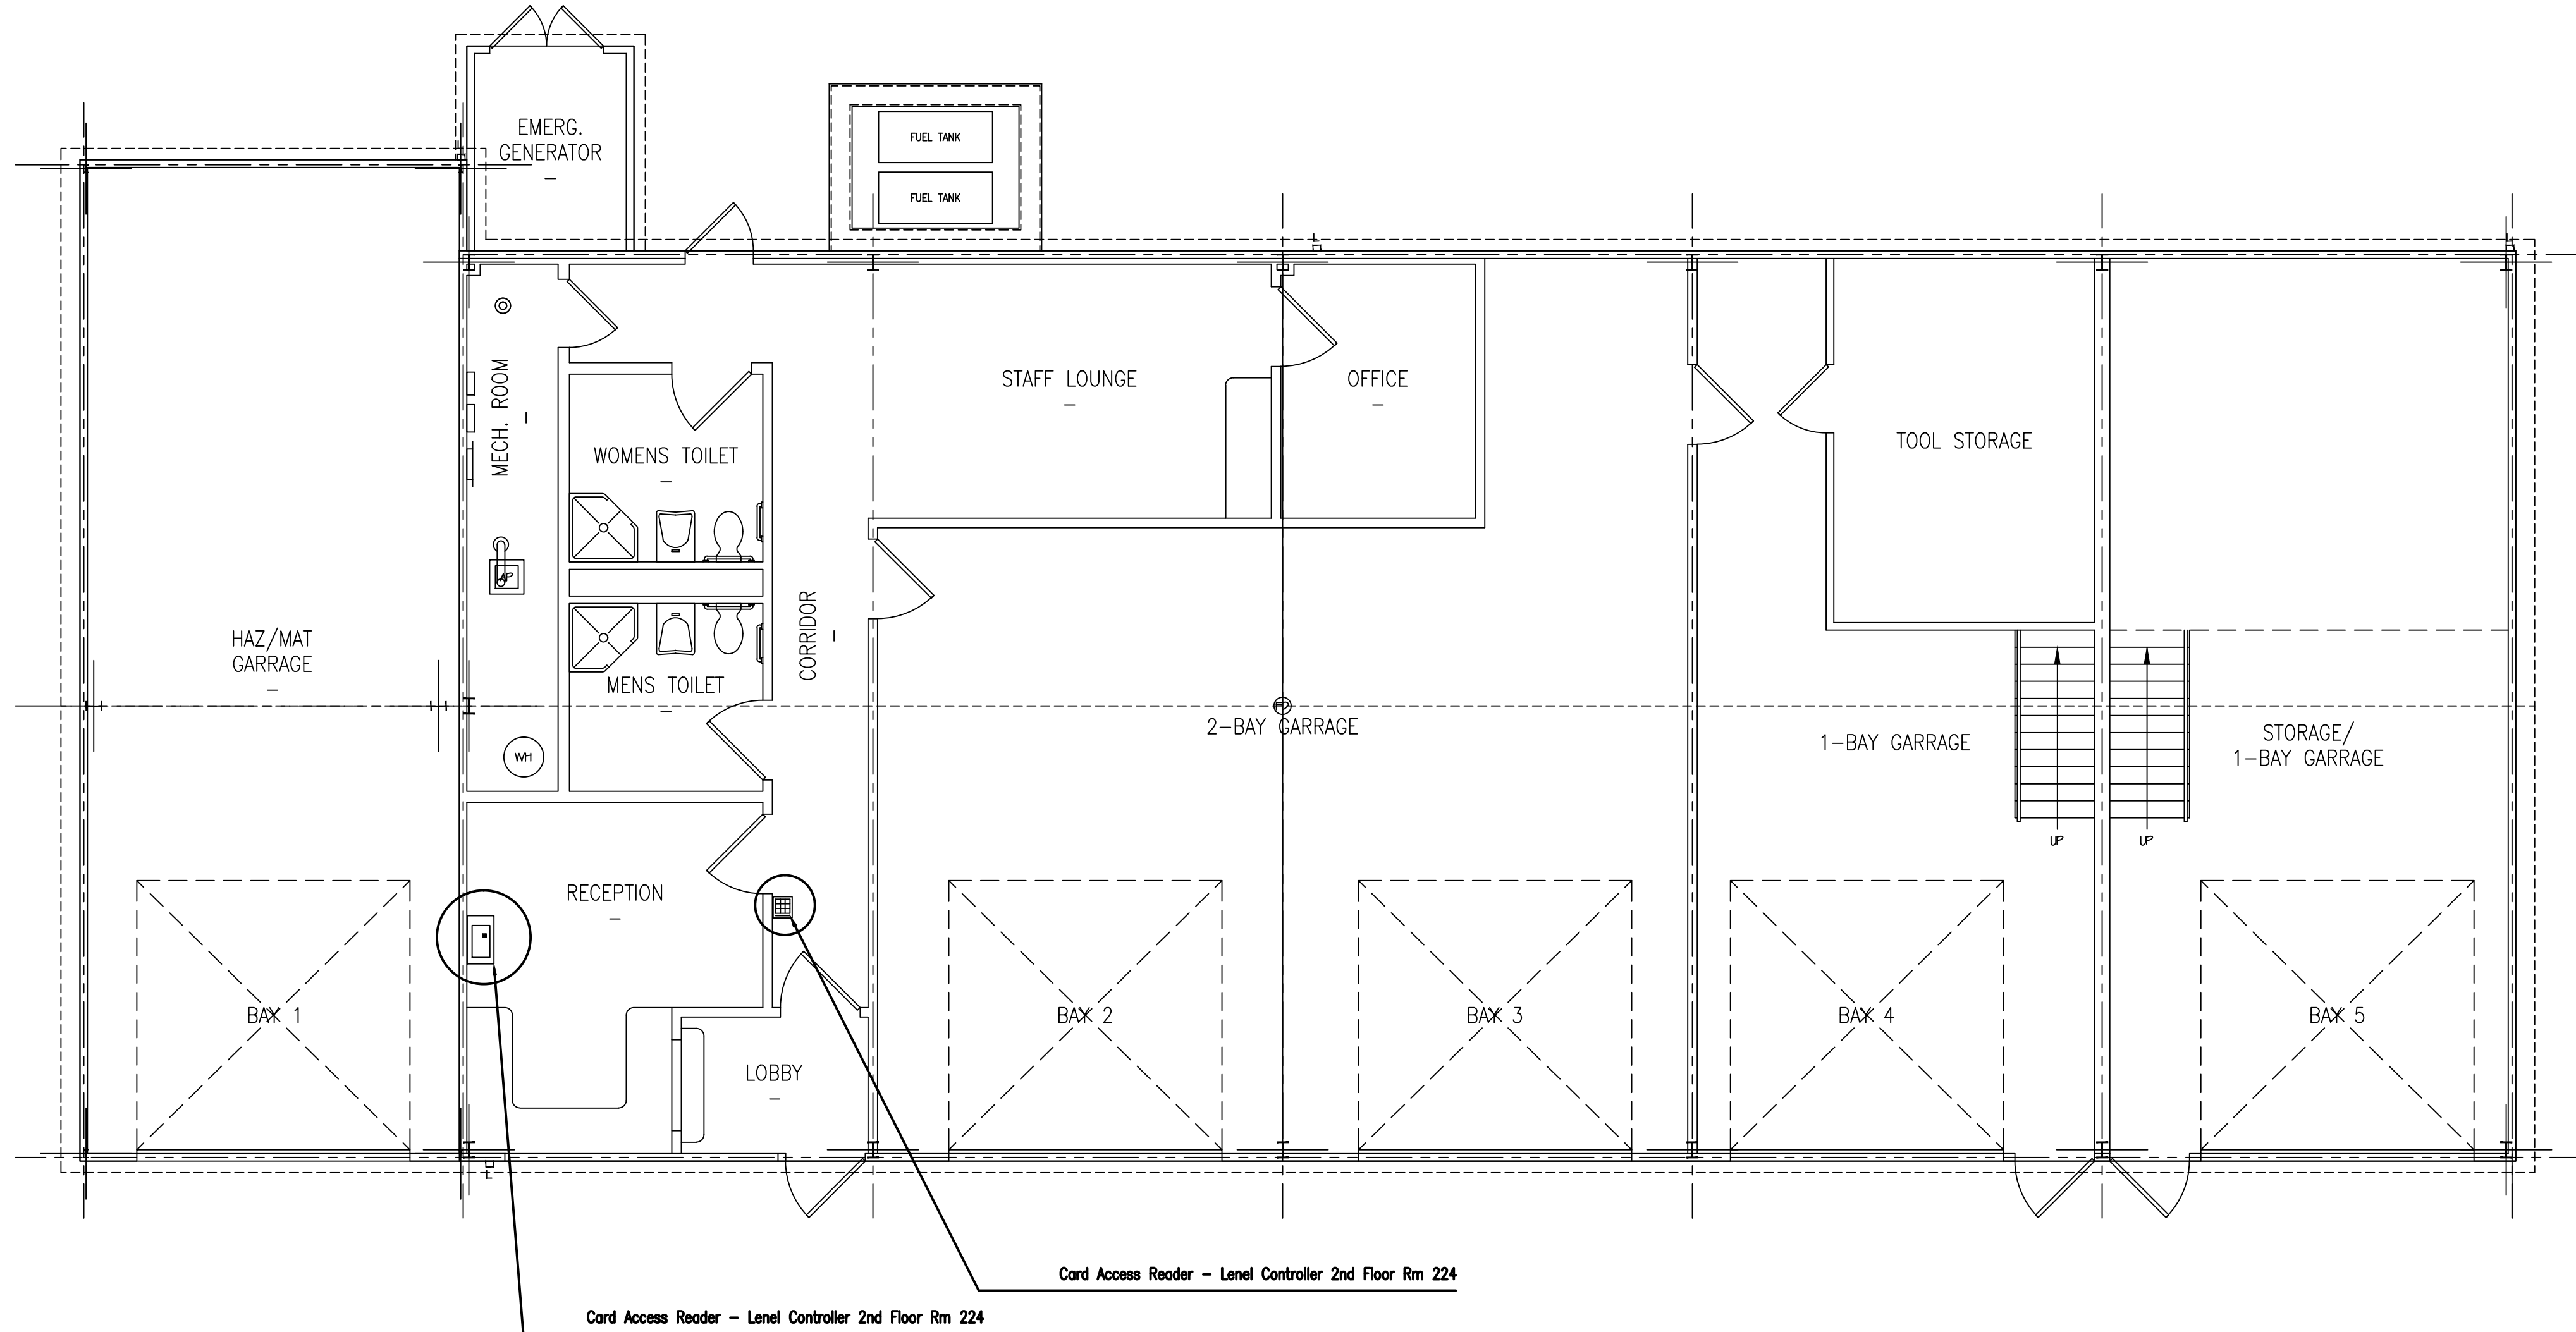 EMERG.
GENERATOR
FUEL TANK
FUEL TANK
MECH. ROOM
STAFF LOUNGE
OFFICE
WOMENS TOILET
TOOL STORAGE
AP
CORRIDOR
HAZ/MAT
GARRAGE
MENS TOILET
FD
2-BAY GARRAGE
1-BAY GARRAGE
STORAGE/
1-BAY GARRAGE
WH
UP
UP
RECEPTION
BAY 1
BAY 2
BAY 3
BAY 4
BAY 5
LOBBY
Card Access Reader - Lenel Controller 2nd Floor Rm 224
Card Access Reader - Lenel Controller 2nd Floor Rm 224